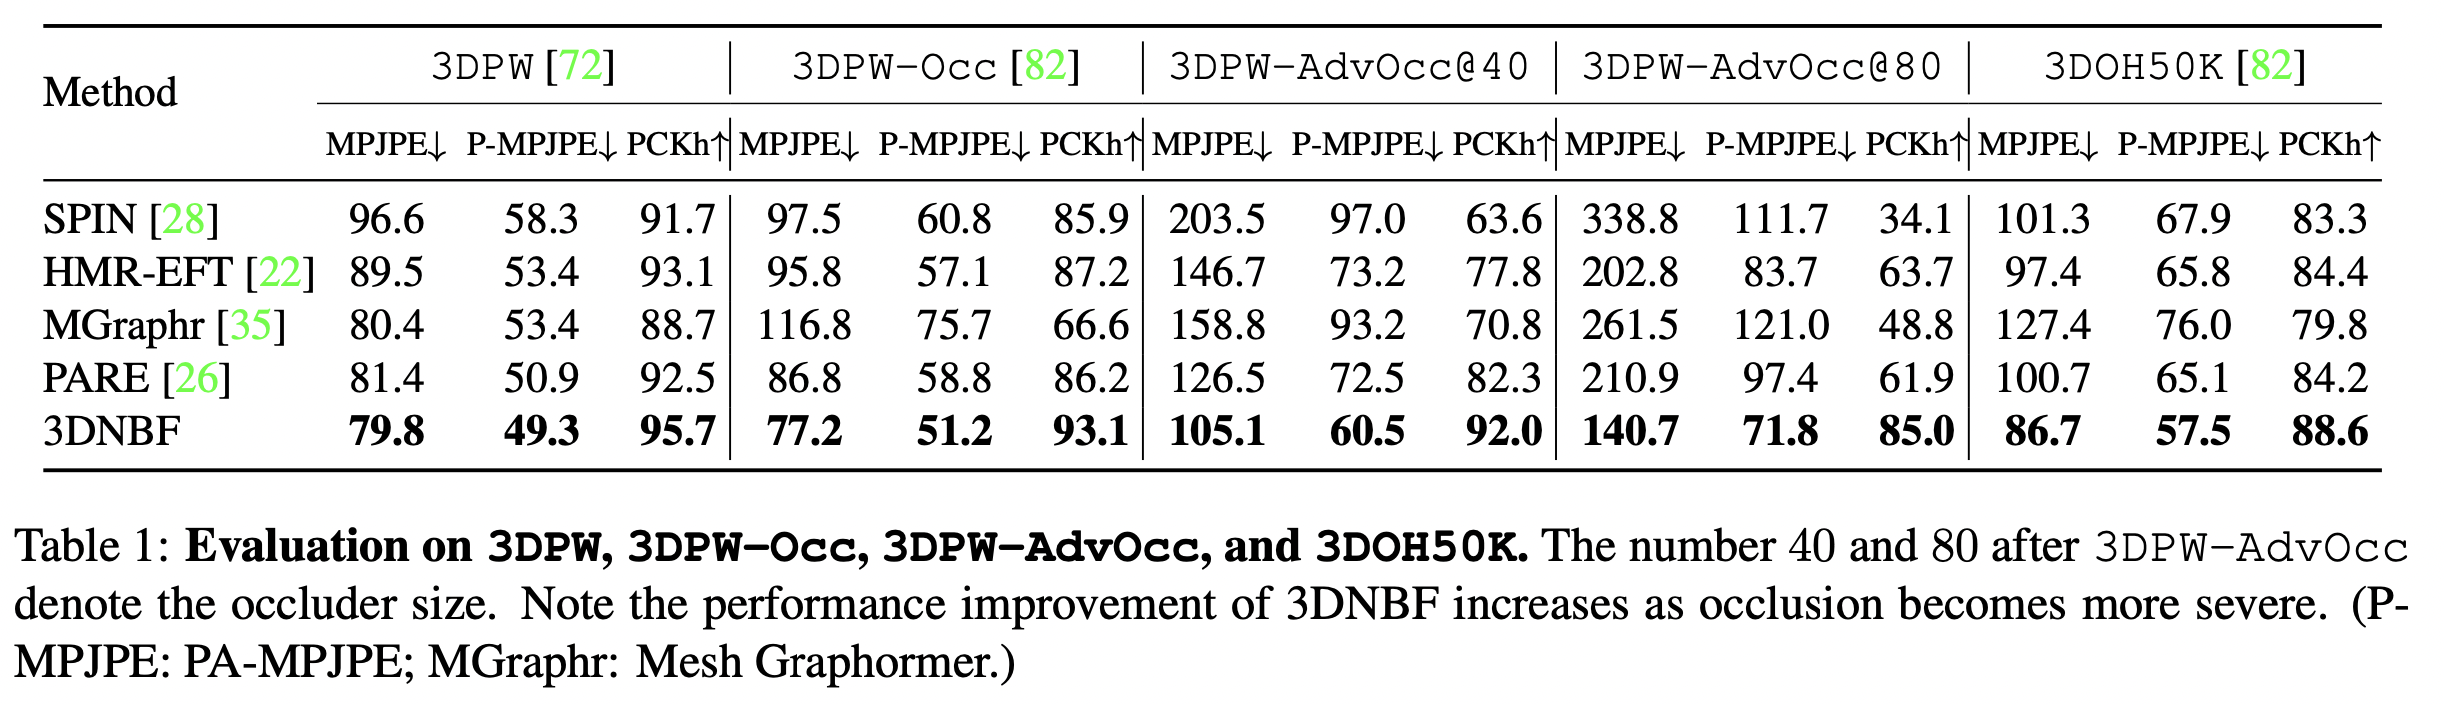 Method 3DPW [72] 3DPW-Occ [82] 3DPW-AdvOcc@40 3DPW-AdvOcc@80 3DOH50K [82]
MPJPE↓ P-MPJPE↓ PCKh↑ MPJPE↓ P-MPJPE↓ PCKh↑ MPJPE↓ P-MPJPE↓ PCKh↑ MPJPE↓ P-MPJPE↓ PCKh↑ MPJPE↓ P-MPJPE↓ PCKh↑
SPIN [28] 96.6 58.3 91.7 97.5 60.8 85.9 203.5 97.0 63.6 338.8 111.7 34.1 101.3 67.9 83.3
HMR-EFT [22] 89.5 53.4 93.1 95.8 57.1 87.2 146.7 73.2 77.8 202.8 83.7 63.7 97.4 65.8 84.4
MGraphr [35] 80.4 53.4 88.7 116.8 75.7 66.6 158.8 93.2 70.8 261.5 121.0 48.8 127.4 76.0 79.8
PARE [26] 81.4 50.9 92.5 86.8 58.8 86.2 126.5 72.5 82.3 210.9 97.4 61.9 100.7 65.1 84.2
3DNBF 79.8 49.3 95.7 77.2 51.2 93.1 105.1 60.5 92.0 140.7 71.8 85.0 86.7 57.5 88.6
Table 1: Evaluation on 3DPW, 3DPW-Occ, 3DPW-AdvOcc, and 3DOH50K. The number 40 and 80 after 3DPW-AdvOcc
denote the occluder size. Note the performance improvement of 3DNBF increases as occlusion becomes more severe. (P-
MPJPE: PA-MPJPE; MGraphr: Mesh Graphormer.)